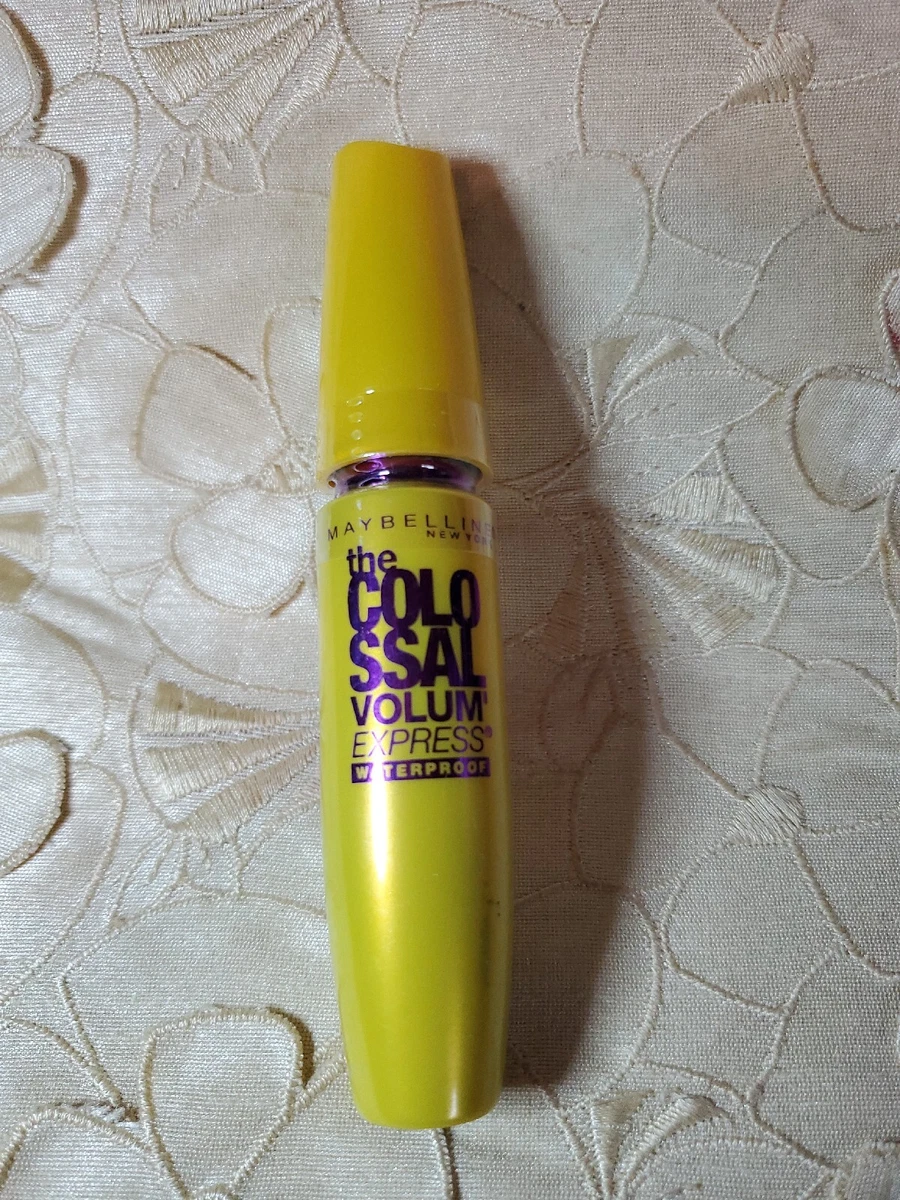 MAYBELLINE
NEW YORK
the
COLO
SSAL
VOLUM'
EXPRESS®
WATERPROOF